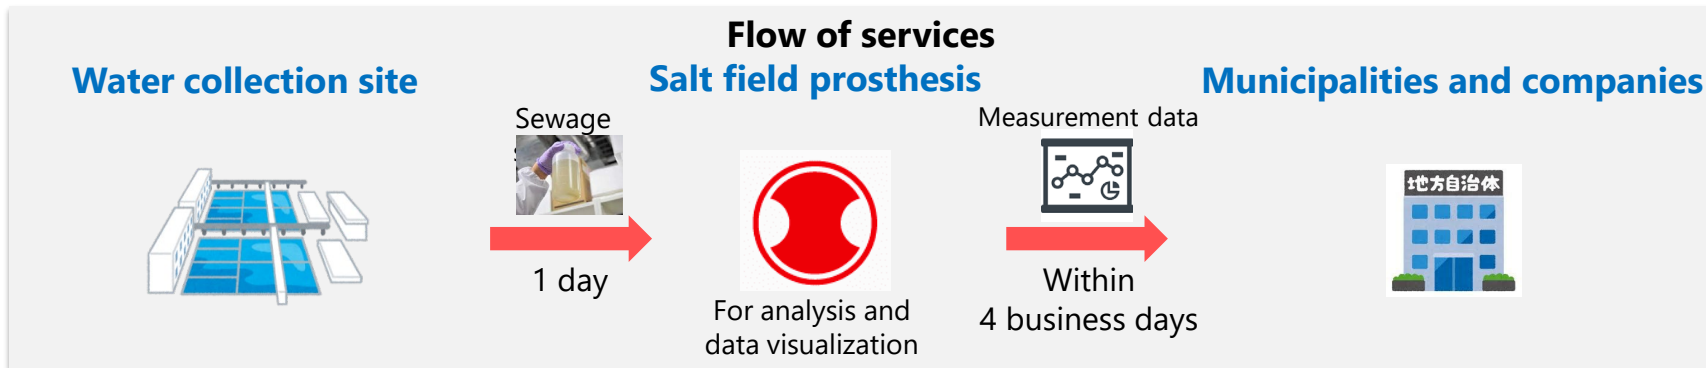 Flow of services
Water collection site
Salt field prosthesis
Municipalities and companies
Sewage
Measurement data
地方自治体
1 day
Within
4 business days
For analysis and
data visualization